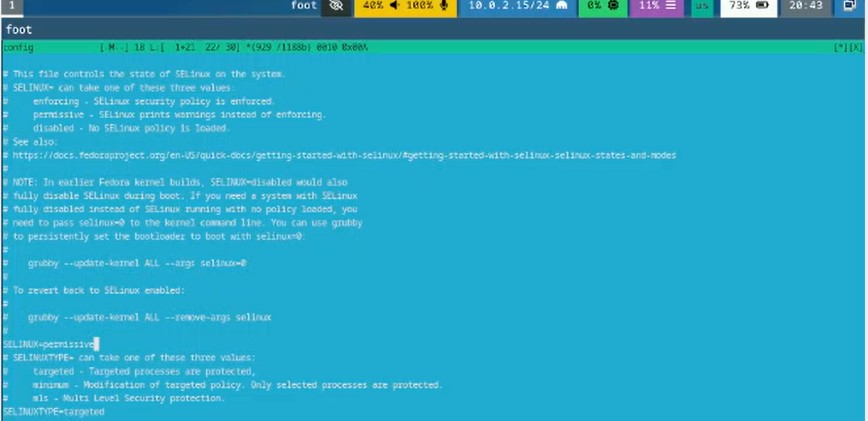 1 foot 40% 100% 10.0.2.15/24 0% 11% us 73% 20:43
foot
config [-M--] 18 L:[ 1+21 22/ 30] *(929 /1188b) 0010 0x00A [*][X]
# This file controls the state of SELinux on the system.
# SELINUX= can take one of these three values:
#     enforcing - SELinux security policy is enforced.
#     permissive - SELinux prints warnings instead of enforcing.
#     disabled - No SELinux policy is loaded.
# See also:
# https://docs.fedoraproject.org/en-US/quick-docs/getting-started-with-selinux/#getting-started-with-selinux-selinux-states-and-modes
#
# NOTE: In earlier Fedora kernel builds, SELINUX=disabled would also
# fully disable SELinux during boot. If you need a system with SELinux
# fully disabled instead of SELinux running with no policy loaded, you
# need to pass selinux=0 to the kernel command line. You can use grubby
# to persistently set the bootloader to boot with selinux=0:
#
#    grubby --update-kernel ALL --args selinux=0
#
# To revert back to SELinux enabled:
#
#    grubby --update-kernel ALL --remove-args selinux
#
SELINUX=permissive
# SELINUXTYPE= can take one of these three values:
#     targeted - Targeted processes are protected,
#     minimum - Modification of targeted policy. Only selected processes are protected.
#     mls - Multi Level Security protection.
SELINUXTYPE=targeted